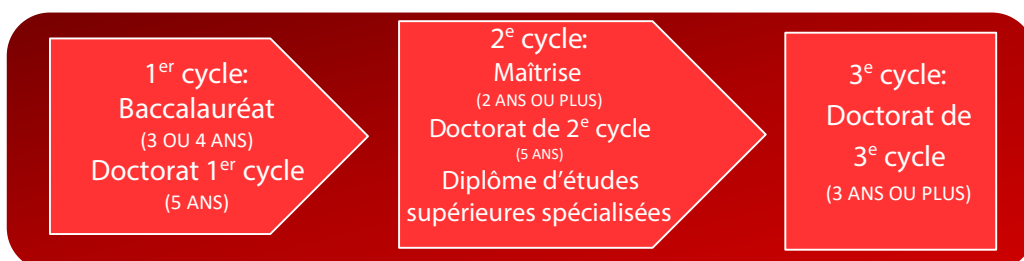 1er cycle:
Baccalauréat
(3 OU 4 ANS)
Doctorat 1er cycle
(5 ANS)
2e cycle:
Maîtrise
(2 ANS OU PLUS)
Doctorat de 2e cycle
(5 ANS)
Diplôme d’études
supérieures spécialisées
3e cycle:
Doctorat de
3e cycle
(3 ANS OU PLUS)